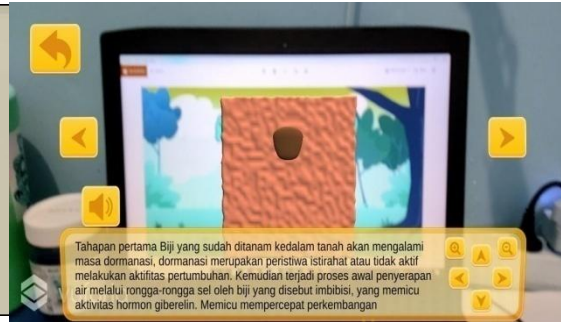 Tahapan pertama Biji yang sudah ditanam kedalam tanah akan mengalami
masa dormanasi, dormanasi merupakan peristiwa istirahat atau tidak aktif
melakukan aktifitas pertumbuhan. Kemudian terjadi proses awal penyerapan
air melalui rongga-rongga sel oleh biji yang disebut imbibisi, yang memicu
aktivitas hormon giberelin. Memicu mempercepat perkembangan